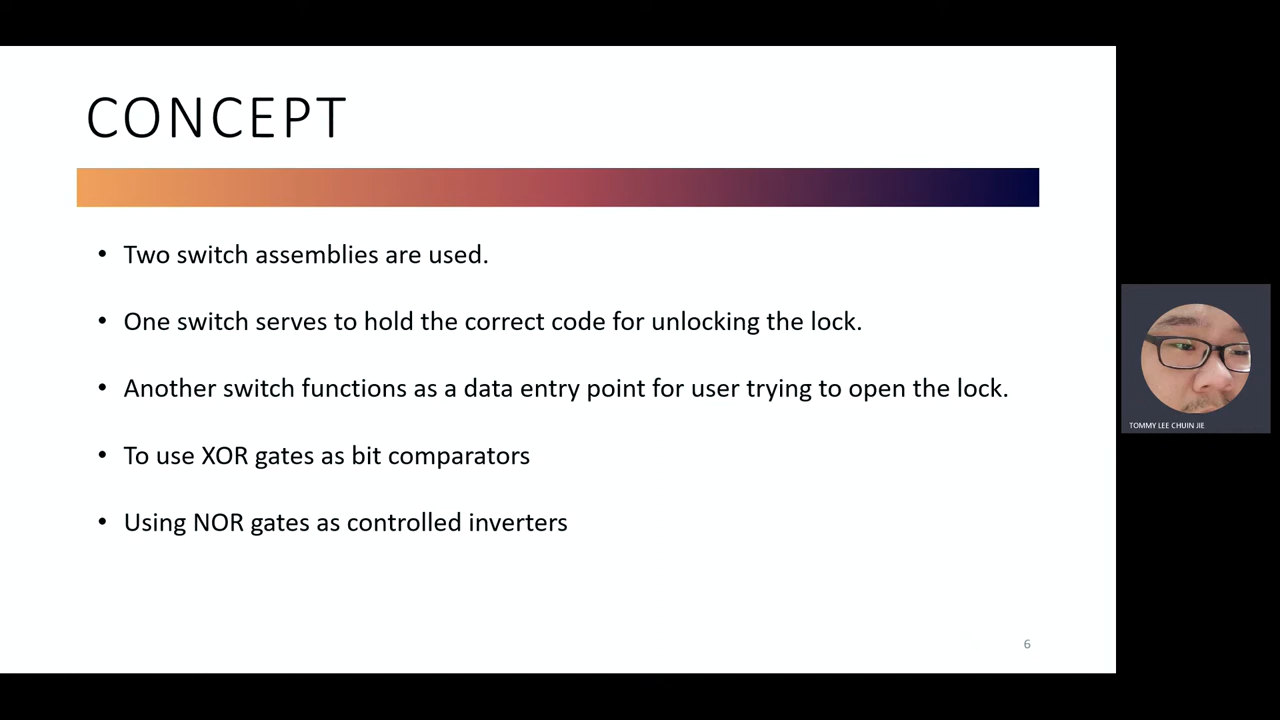 CONCEPT
• Two switch assemblies are used.
• One switch serves to hold the correct code for unlocking the lock.
• Another switch functions as a data entry point for user trying to open the lock.
• To use XOR gates as bit comparators
• Using NOR gates as controlled inverters
6
TOMMY LEE CHUIN JIE